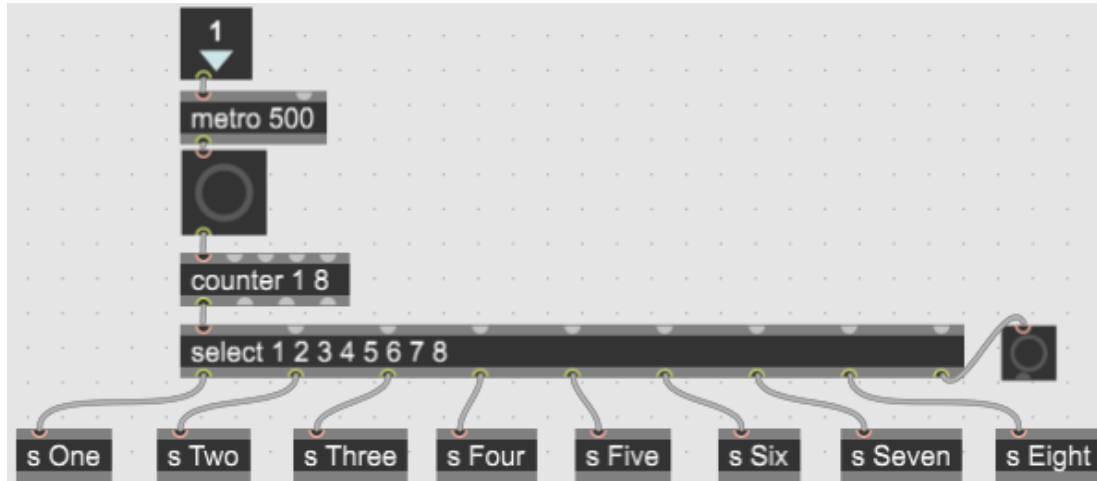 1
metro 500
counter 1 8
select 1 2 3 4 5 6 7 8
s One
s Two
s Three
s Four
s Five
s Six
s Seven
s Eight